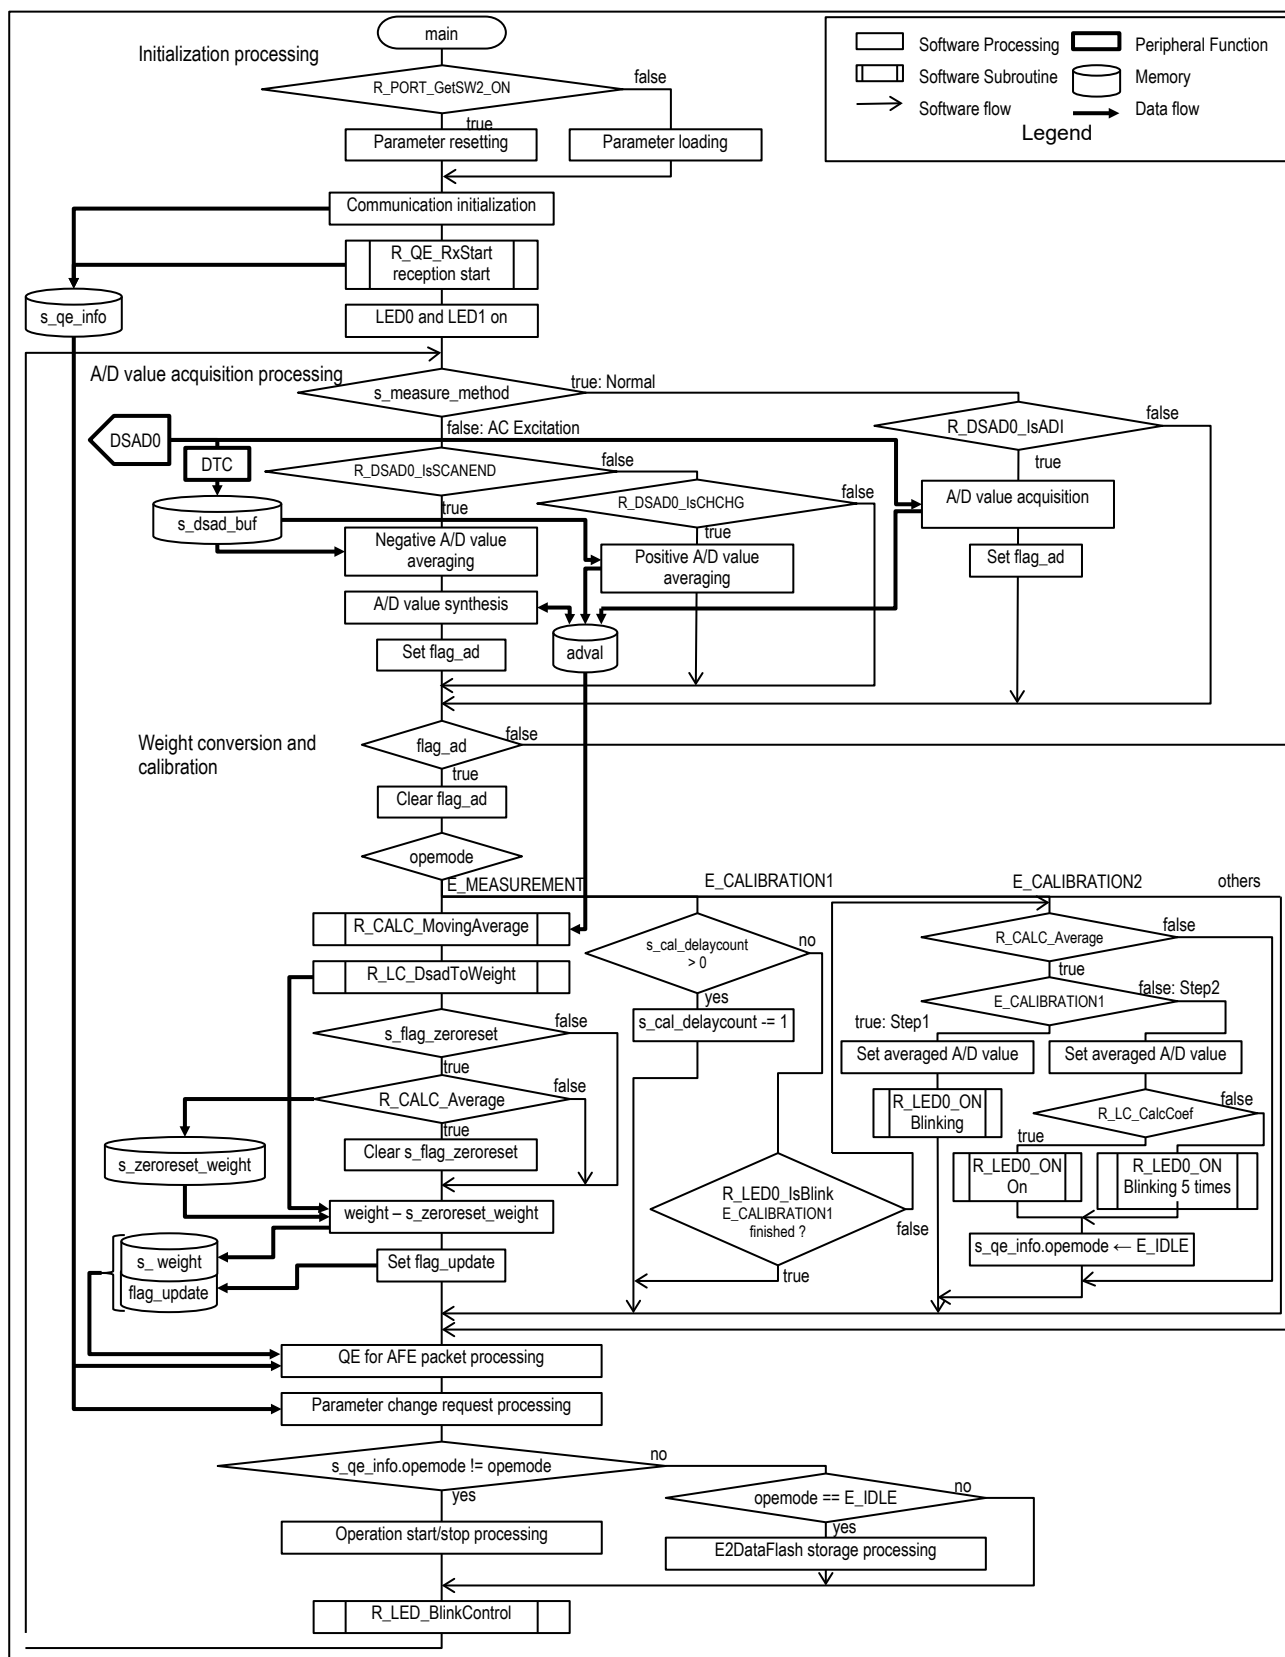 main
Initialization processing
R_PORT_GetSW2_ON
false
true
Parameter resetting
Parameter loading
Software Processing
Peripheral Function
Software Subroutine
Memory
Software flow
Data flow
Legend
Communication initialization
R_QE_RxStart
reception start
s_qe_info
LED0 and LED1 on
A/D value acquisition processing
s_measure_method
true: Normal
false: AC Excitation
DSAD0
DTC
R_DSAD0_IsADI
false
true
R_DSAD0_IsSCANEND
false
true
A/D value acquisition
s_dsad_buf
R_DSAD0_IsCHCHG
false
true
Negative A/D value
averaging
Positive A/D value
averaging
Set flag_ad
A/D value synthesis
adval
Set flag_ad
Weight conversion and
calibration
flag_ad
false
true
Clear flag_ad
opemode
E_MEASUREMENT
E_CALIBRATION1
E_CALIBRATION2
others
R_CALC_MovingAverage
s_cal_delaycount
> 0
no
yes
s_cal_delaycount -= 1
R_CALC_Average
false
true
R_LC_DsadToWeight
E_CALIBRATION1
false: Step2
true: Step1
s_flag_zeroreset
false
true
Set averaged A/D value
Set averaged A/D value
R_CALC_Average
false
true
R_LED0_ON
Blinking
R_LC_CalcCoef
false
true
Clear s_flag_zeroreset
s_zeroreset_weight
R_LED0_ON
On
R_LED0_ON
Blinking 5 times
R_LED0_IsBlink
E_CALIBRATION1
finished ?
false
true
weight – s_zeroreset_weight
s_qe_info.opemode ← E_IDLE
s_ weight
flag_update
Set flag_update
QE for AFE packet processing
Parameter change request processing
s_qe_info.opemode != opemode
no
yes
opemode == E_IDLE
no
yes
Operation start/stop processing
E2DataFlash storage processing
R_LED_BlinkControl